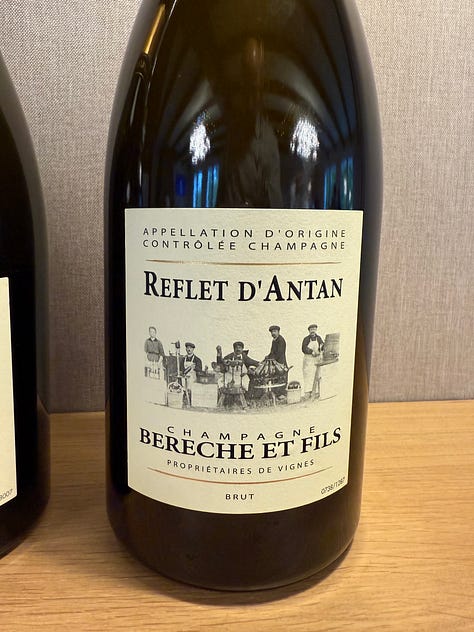 APPELLATION D'ORIGINE
CONTRÔLÉE CHAMPAGNE
REFLET D'ANTAN
CHAMPAGNE
BERECHE ET FILS
PROPRIÉTAIRES DE VIGNES
BRUT